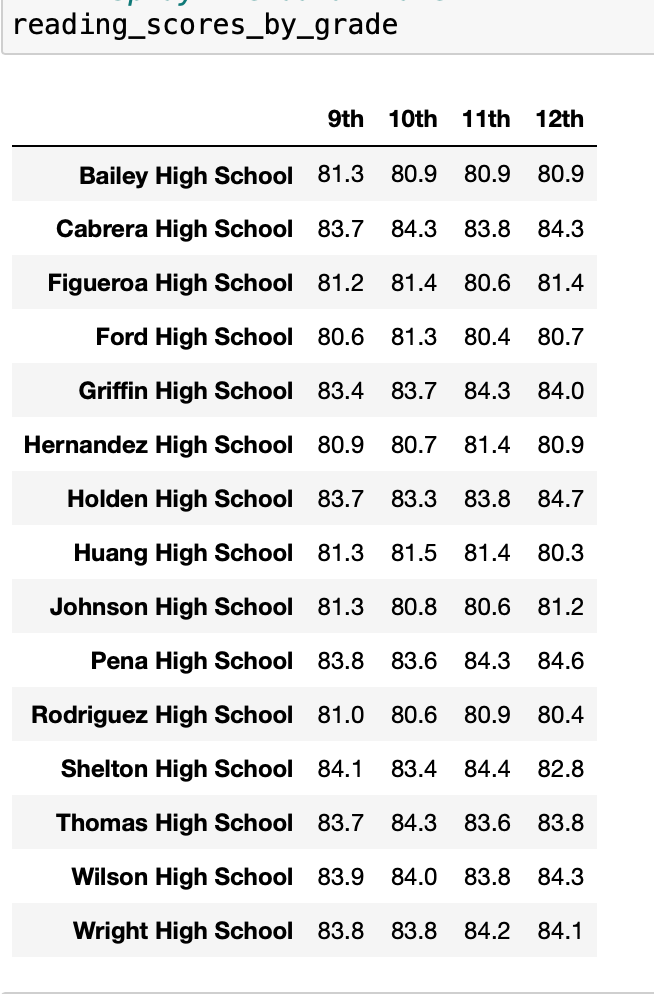 reading_scores_by_grade
9th 10th 11th 12th
Bailey High School 81.3 80.9 80.9 80.9
Cabrera High School 83.7 84.3 83.8 84.3
Figueroa High School 81.2 81.4 80.6 81.4
Ford High School 80.6 81.3 80.4 80.7
Griffin High School 83.4 83.7 84.3 84.0
Hernandez High School 80.9 80.7 81.4 80.9
Holden High School 83.7 83.3 83.8 84.7
Huang High School 81.3 81.5 81.4 80.3
Johnson High School 81.3 80.8 80.6 81.2
Pena High School 83.8 83.6 84.3 84.6
Rodriguez High School 81.0 80.6 80.9 80.4
Shelton High School 84.1 83.4 84.4 82.8
Thomas High School 83.7 84.3 83.6 83.8
Wilson High School 83.9 84.0 83.8 84.3
Wright High School 83.8 83.8 84.2 84.1